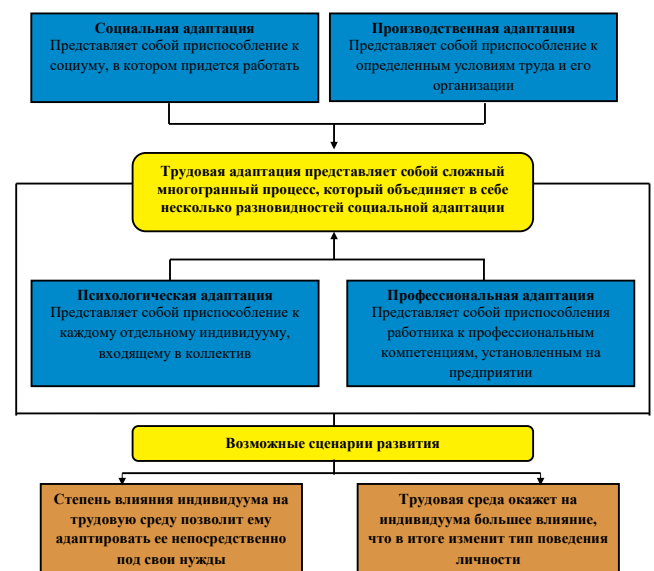 Социальная адаптация
Представляет собой приспособление к
социуму, в котором придется работать
Производственная адаптация
Представляет собой приспособление к
определенным условиям труда и его
организации
Трудовая адаптация представляет собой сложный
многогранный процесс, который объединяет в себе
несколько разновидностей социальной адаптации
Психологическая адаптация
Представляет собой приспособление к
каждому отдельному индивидууму,
входящему в коллектив
Профессиональная адаптация
Представляет собой приспособления
работника к профессиональным
компетенциям, установленным на
предприятии
Возможные сценарии развития
Степень влияния индивидуума на
трудовую среду позволит ему
адаптировать ее непосредственно
под свои нужды
Трудовая среда окажет на
индивидуума большее влияние,
что в итоге изменит тип поведения
личности